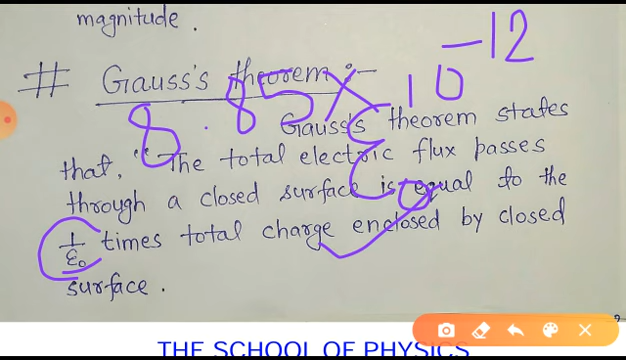 magnitude.
# Gauss's theorem :-
8.85×10^-12
Gauss's theorem states
that, "The total electric flux passes
through a closed surface is equal to the
1/ε₀ times total charge enclosed by closed
surface.
ε₀
THE SCHOOL OF PHYSICS